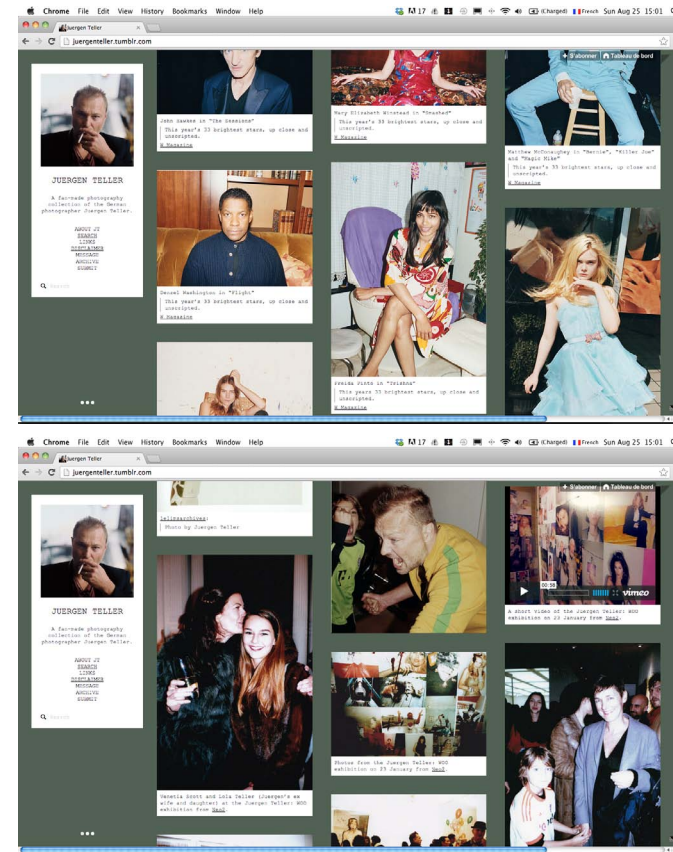 Chrome File Edit View History Bookmarks Window Help
17
(Charged) French Sun Aug 25 15:01
Juergen Teller
juergenteller.tumblr.com
+ S'abonner Tableau de bord
JUERGEN TELLER
A fan-made photography
collection of the German
photographer Juergen Teller.
ABOUT JT
SEARCH
LINKS
DISCLAIMER
MESSAGE
ARCHIVE
SUBMIT
Search
John Hawkes in "The Sessions"
This year's 33 brightest stars, up close and
unscripted.
W Magazine
Denzel Washington in "Flight"
This year's 33 brightest stars, up close and
unscripted.
W Magazine
Mary Elizabeth Winstead in "Smashed"
This year's 33 brightest stars, up close and
unscripted.
W Magazine
Freida Pinto in "Trishna"
This years 33 brightest stars, up close and
unscripted.
W Magazine
Matthew McConaughey in "Bernie", "Killer Joe"
and "Magic Mike"
This year's 33 brightest stars, up close and
unscripted.
W Magazine
Chrome File Edit View History Bookmarks Window Help
17
(Charged) French Sun Aug 25 15:01
Juergen Teller
juergenteller.tumblr.com
+ S'abonner Tableau de bord
JUERGEN TELLER
A fan-made photography
collection of the German
photographer Juergen Teller.
ABOUT JT
SEARCH
LINKS
DISCLAIMER
MESSAGE
ARCHIVE
SUBMIT
Search
lelinsarchives:
Photo by Juergen Teller
Venetia Scott and Lola Teller (Juergen's ex
wife and daughter) at the Juergen Teller: WOO
exhibition from Neo2.
Photos from the Juergen Teller: WOO
exhibition on 23 January from Neo2.
00:58
vimeo
A short video of the Juergen Teller: WOO
exhibition on 23 January from Neo2.